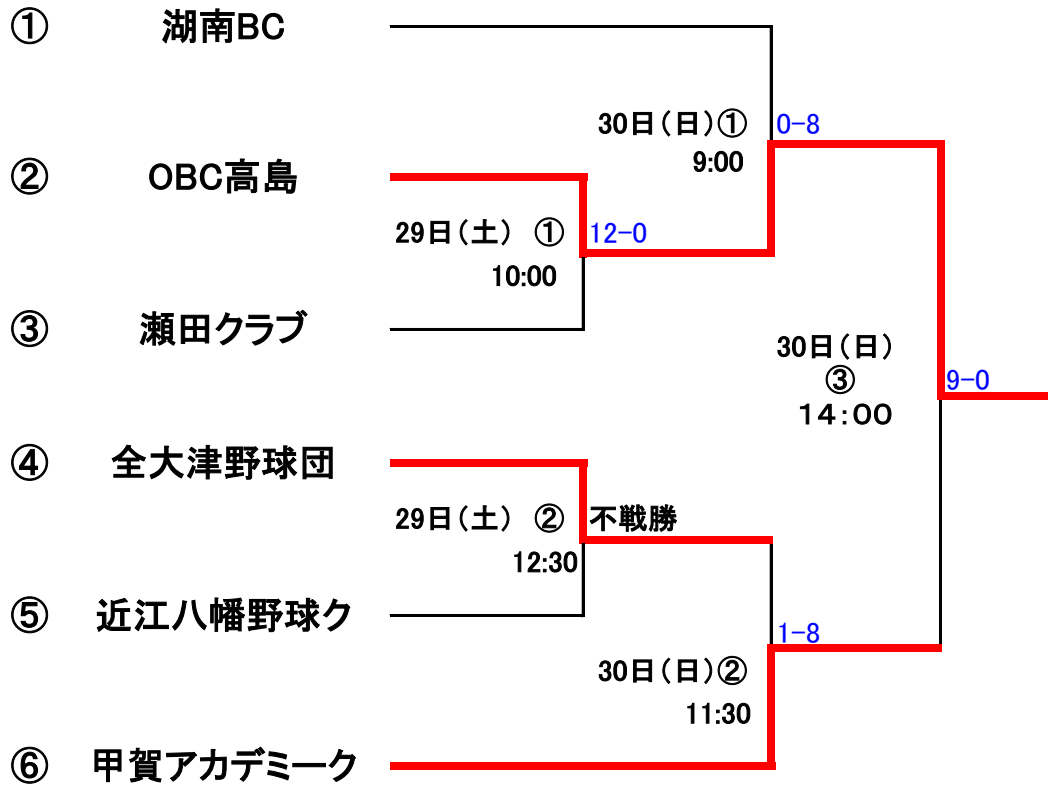 ① 湖南BC
30日（日）① 0-8
9:00
② OBC高島
29日（土） ① 12-0
10:00
③ 瀬田クラブ
30日（日）
③ 9-0
１４：００
④ 全大津野球団
29日（土） ② 不戦勝
12:30
⑤ 近江八幡野球ク
1-8
30日（日）②
11:30
⑥ 甲賀アカデミーク